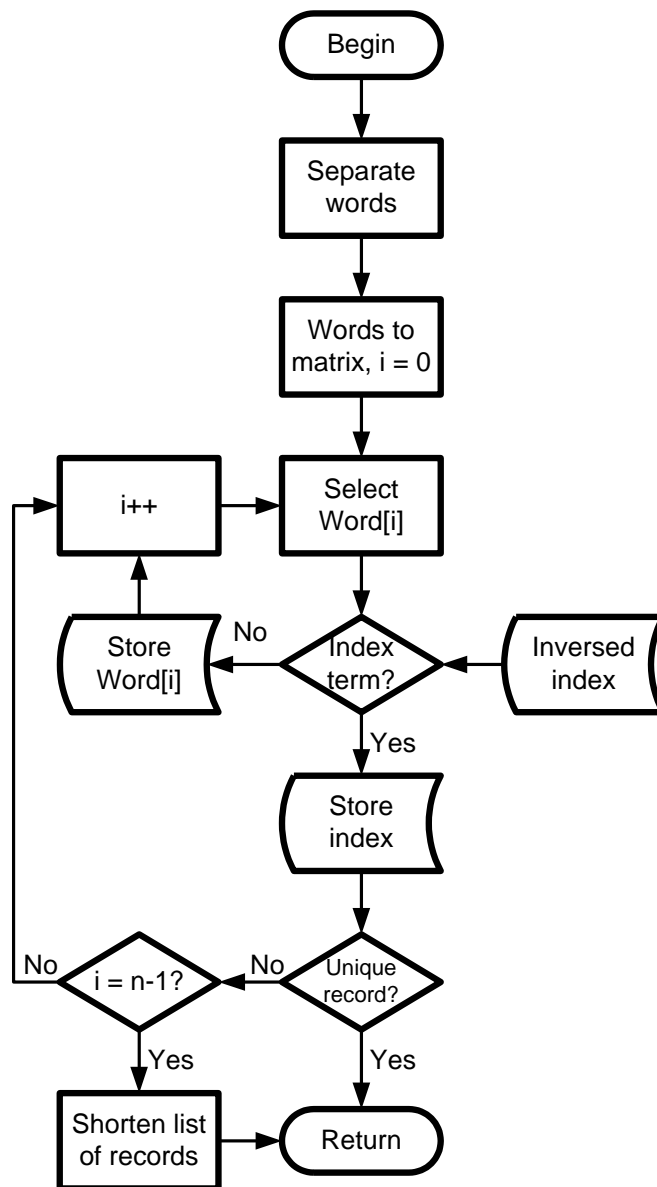 Begin
Separate
words
Words to
matrix, i = 0
i++
Select
Word[i]
Store
Word[i]
No
Index
term?
Inversed
index
Yes
Store
index
No
i = n-1?
No
Unique
record?
Yes
Yes
Shorten list
of records
Return